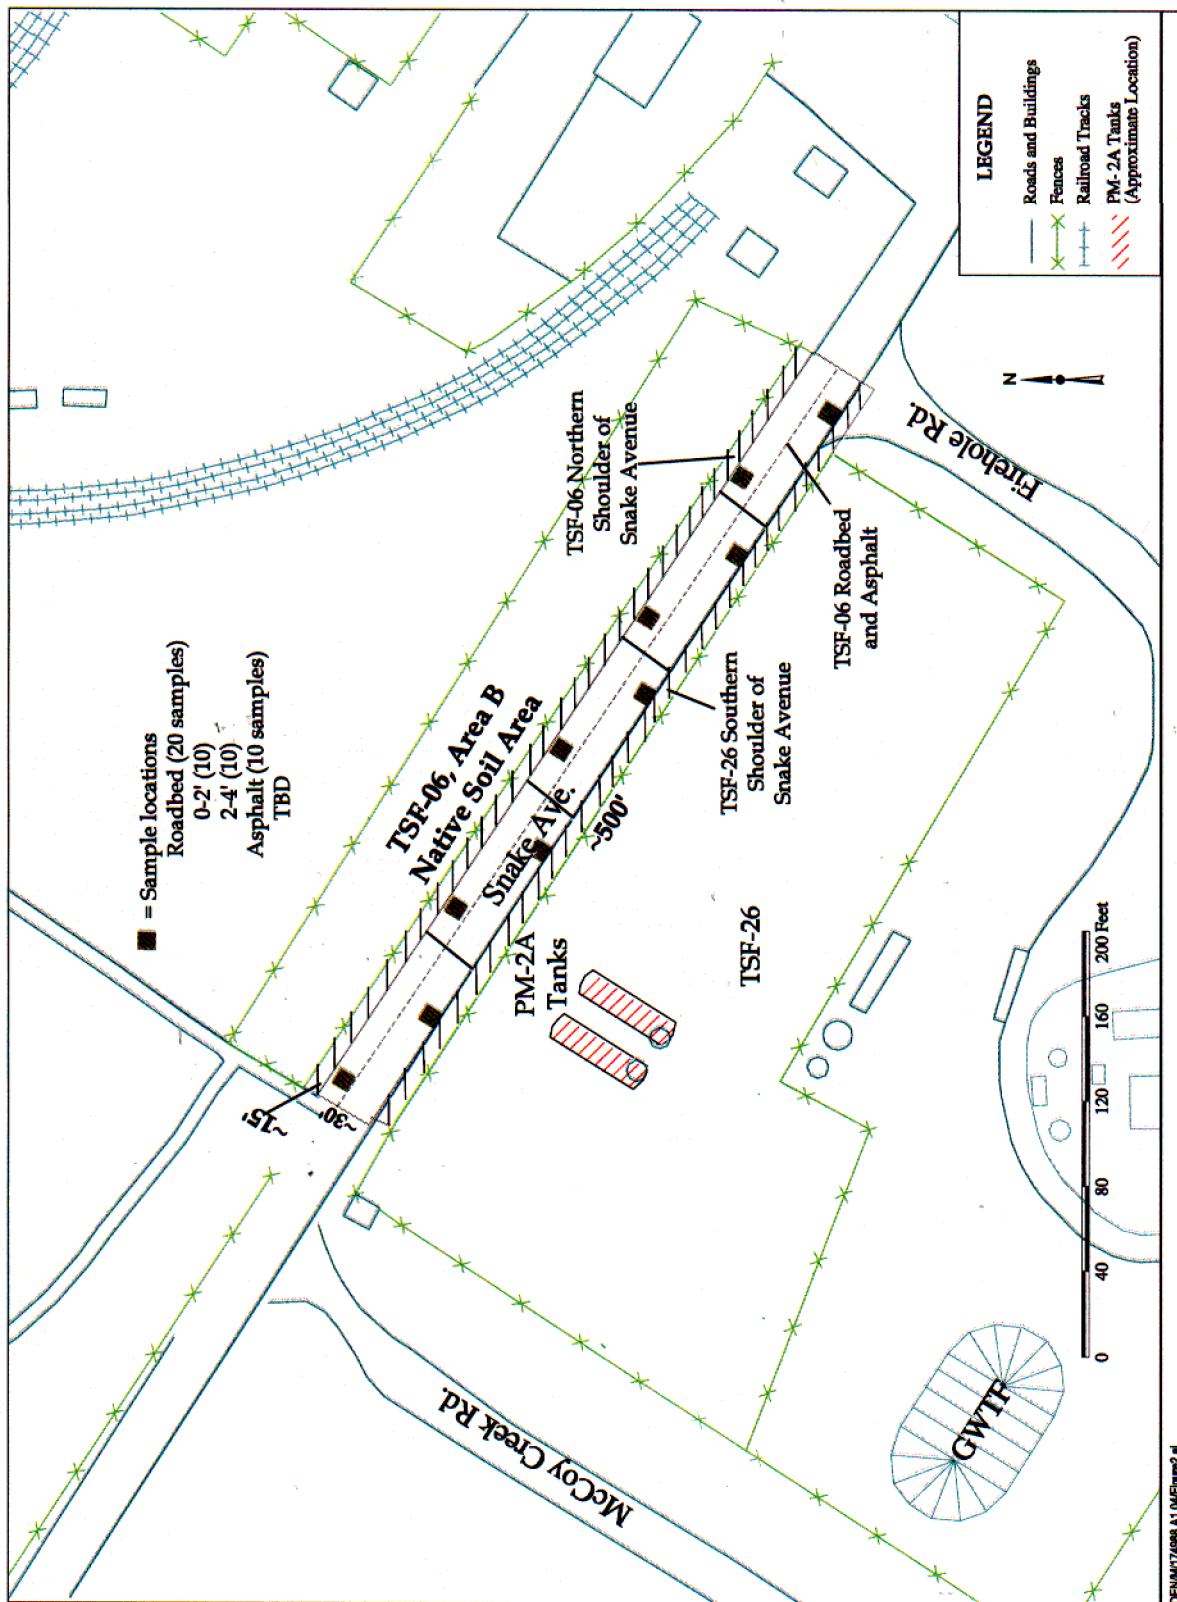 = Sample locations
Roadbed (20 samples)
0-2' (10)
2-4' (10)
Asphalt (10 samples)
TBD
TSF-06, Area B
Native Soil Area
TSF-06 Northern
Shoulder of
Snake Avenue
Snake Ave.
~15'
~30'
~500'
PM-2A
Tanks
TSF-26 Southern
Shoulder of
Snake Avenue
TSF-06 Roadbed
and Asphalt
TSF-26
Firehole Rd.
McCoy Creek Rd.
GWTF
N
0
40
80
120
160
200 Feet
LEGEND
Roads and Buildings
Fences
Railroad Tracks
PM-2A Tanks
(Approximate Location)